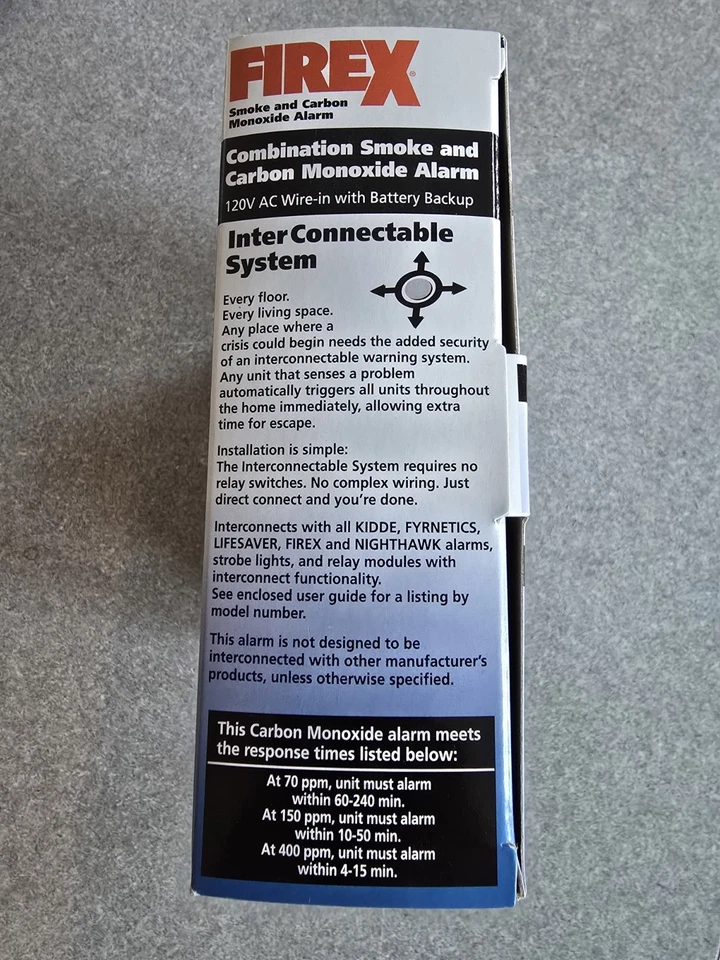 FIREX®
Smoke and Carbon
Monoxide Alarm
Combination Smoke and
Carbon Monoxide Alarm
120V AC Wire-in with Battery Backup
InterConnectable
System
Every floor.
Every living space.
Any place where a
crisis could begin needs the added security
of an interconnectable warning system.
Any unit that senses a problem
automatically triggers all units throughout
the home immediately, allowing extra
time for escape.
Installation is simple:
The Interconnectable System requires no
relay switches. No complex wiring. Just
direct connect and you're done.
Interconnects with all KIDDE, FYRNETICS,
LIFESAVER, FIREX and NIGHTHAWK alarms,
strobe lights, and relay modules with
interconnect functionality.
See enclosed user guide for a listing by
model number.
This alarm is not designed to be
interconnected with other manufacturer's
products, unless otherwise specified.
This Carbon Monoxide alarm meets
the response times listed below:
At 70 ppm, unit must alarm
within 60-240 min.
At 150 ppm, unit must alarm
within 10-50 min.
At 400 ppm, unit must alarm
within 4-15 min.